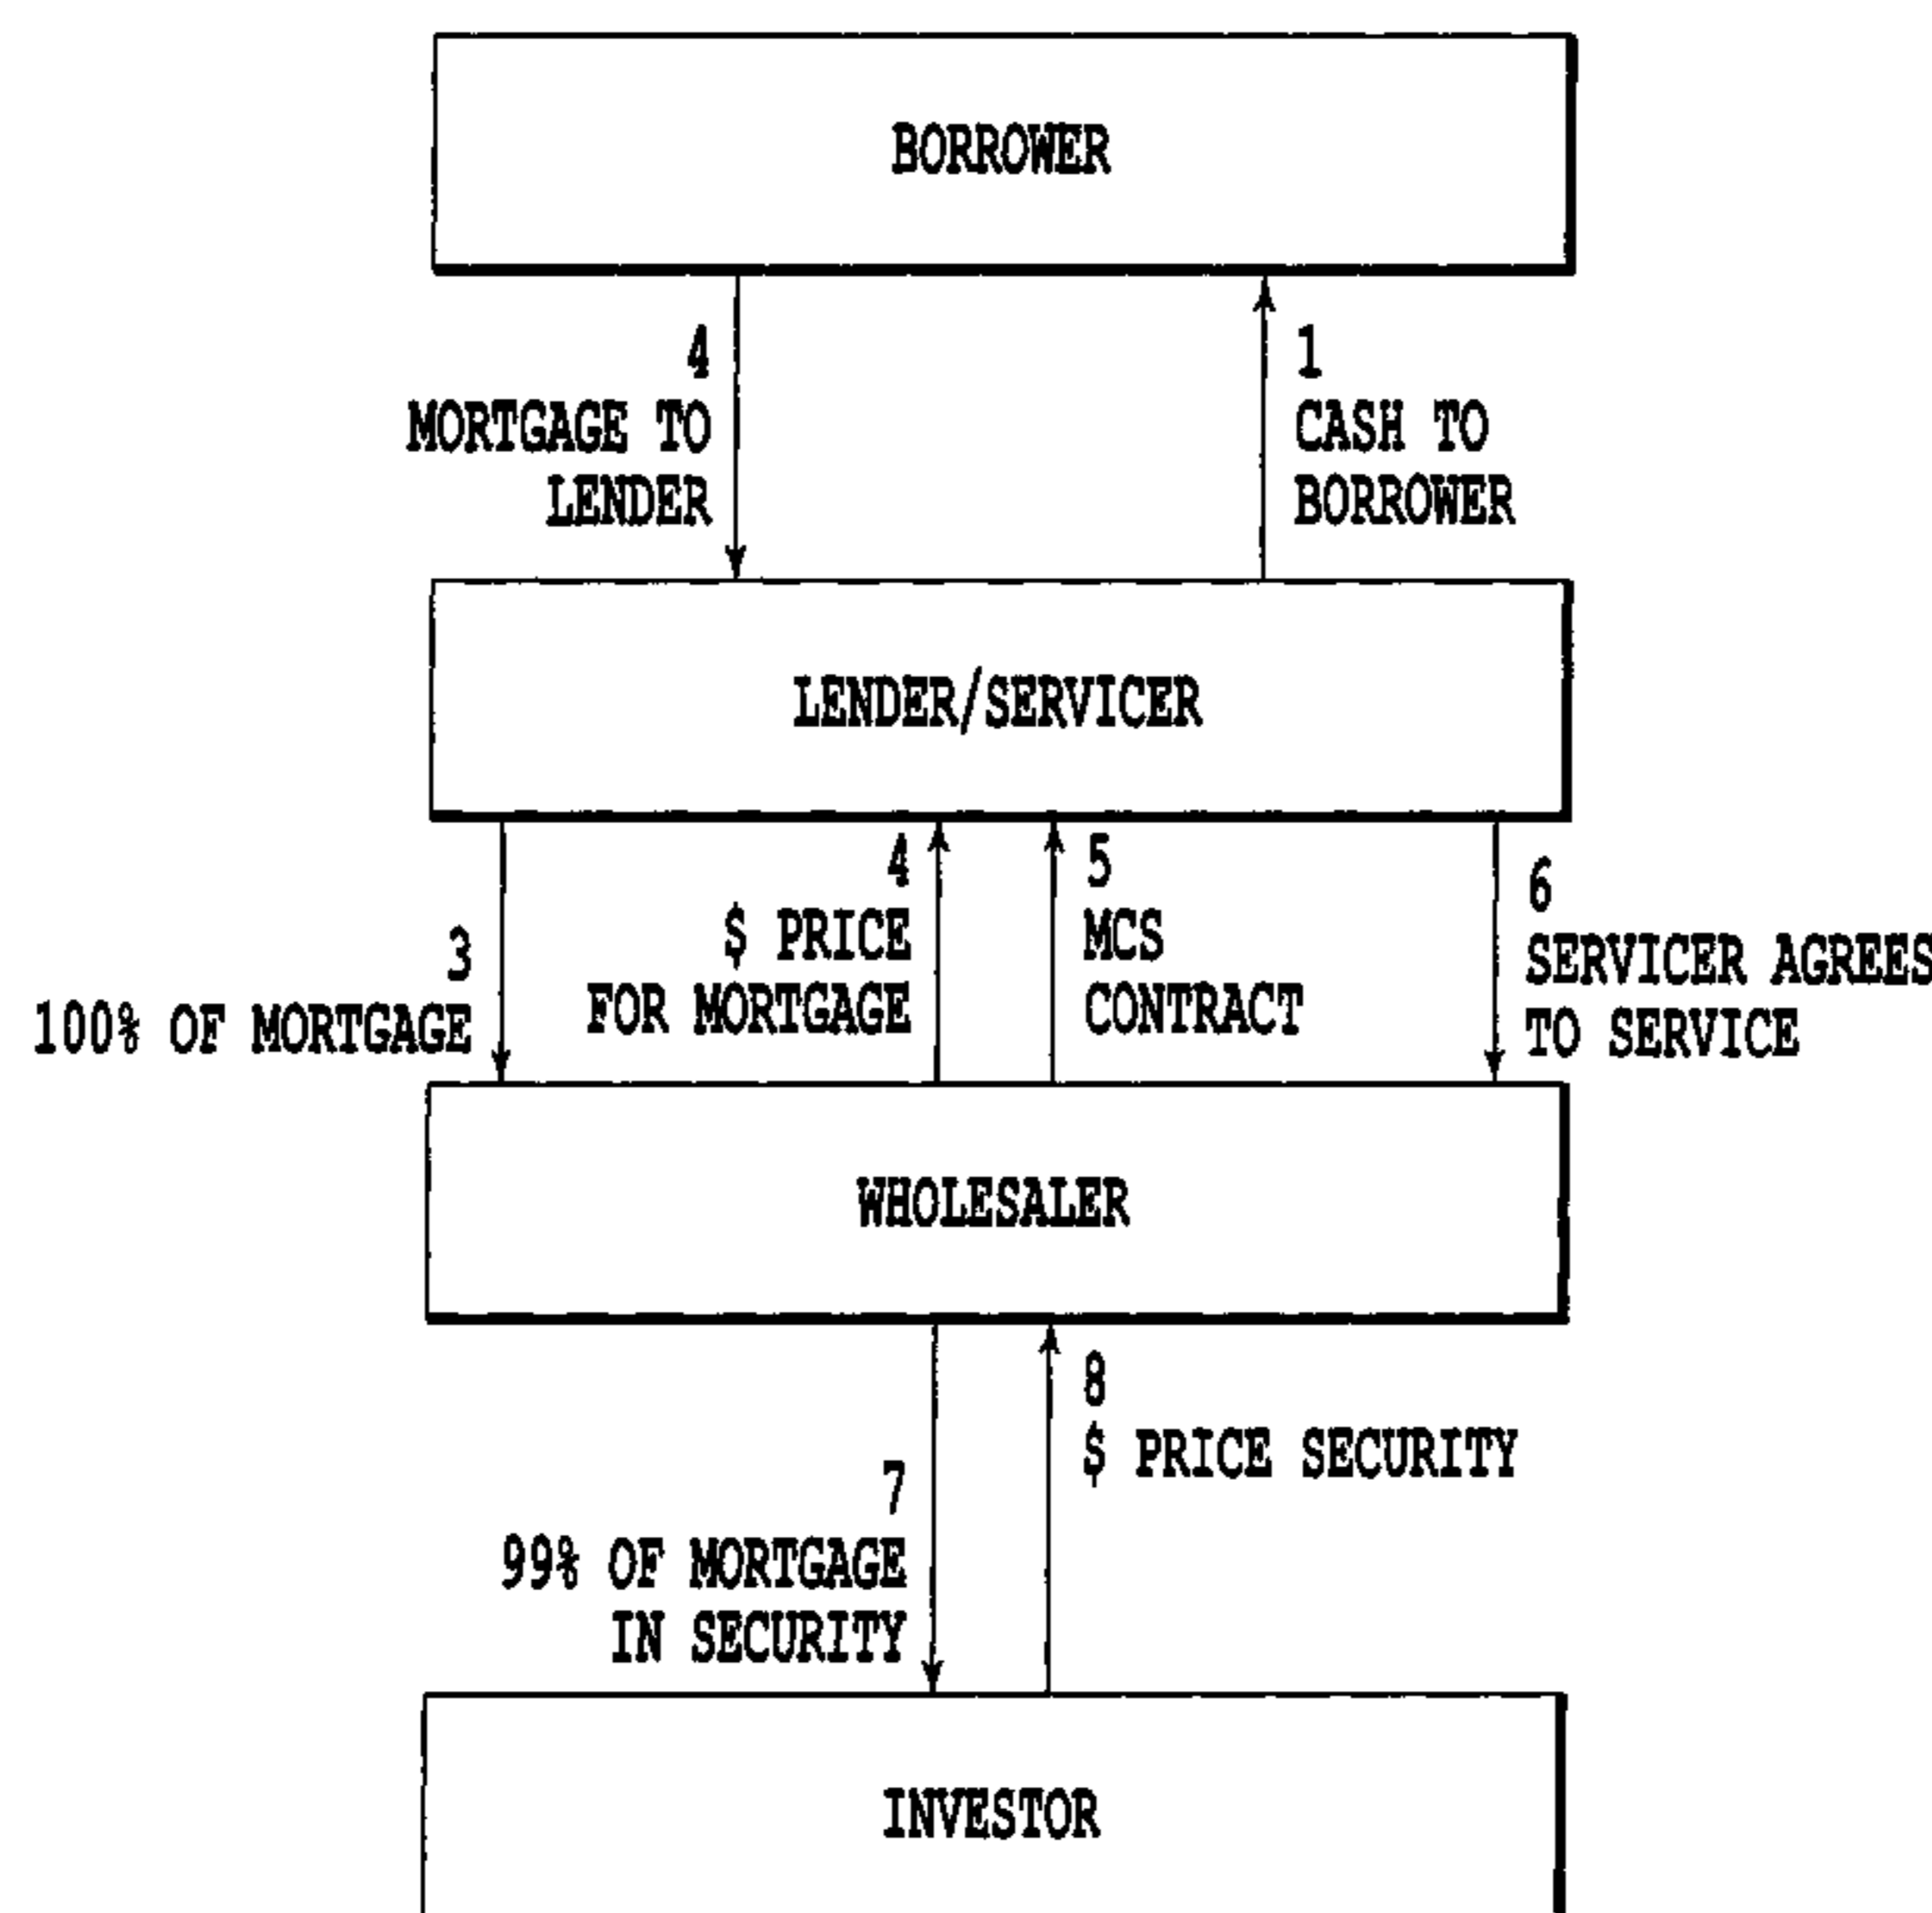 BORROWER
4
MORTGAGE TO
LENDER
1
CASH TO
BORROWER
LENDER/SERVICER
3
100% OF MORTGAGE
4
$ PRICE
FOR MORTGAGE
5
MCS
CONTRACT
6
SERVICER AGREES
TO SERVICE
WHOLESALER
7
99% OF MORTGAGE
IN SECURITY
8
$ PRICE SECURITY
INVESTOR